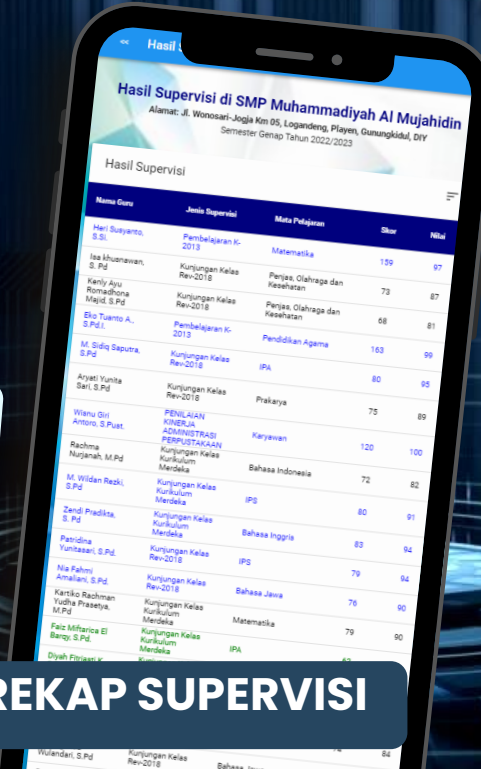 << Hasil
Hasil Supervisi di SMP Muhammadiyah Al Mujahidin
Alamat: Jl. Wonosari-Jogja Km 05, Logandeng, Playen, Gunungkidul, DIY
Semester Genap Tahun 2022/2023
Hasil Supervisi
Nama Guru Jenis Supervisi Mata Pelajaran Skor Nilai
Heri Susyanto, Pembelajaran K- Matematika 159 97
S.Si. 2013
Isa khusnawan, Kunjungan Kelas Penjas, Olahraga dan 73 87
S. Pd Rev-2018 Kesehatan
Kenly Ayu Kunjungan Kelas Penjas, Olahraga dan 68 81
Romadhona Rev-2018 Kesehatan
Majid, S.Pd
Eko Tuanto A., Pembelajaran K- Pendidikan Agama 163 99
S.Pd.I. 2013
M. Sidiq Saputra, Kunjungan Kelas IPA 80 95
S.Pd Rev-2018
Aryati Yunita Kunjungan Kelas Prakarya 75 89
Sari, S.Pd Rev-2018
Wisnu Giri PENILAIAN Karyawan 120 100
Antoro, S.Pust. KINERJA
ADMINISTRASI
PERPUSTAKAAN
Rachma Kunjungan Kelas Bahasa Indonesia 72 82
Nurjanah, M.Pd Kurikulum
Merdeka
M. Wildan Rezki, Kunjungan Kelas IPS 80 91
S.Pd Kurikulum
Merdeka
Zendi Pradikta, Kunjungan Kelas Bahasa Inggris 83 94
S. Pd Kurikulum
Merdeka
Patridina Kunjungan Kelas IPS 79 94
Yunitasari, S.Pd. Rev-2018
Nia Fahmi Kunjungan Kelas Bahasa Jawa 76 90
Amaliani, S.Pd. Rev-2018
Kartiko Rachman Kunjungan Kelas Matematika 79 90
Yudha Prasetya, Kurikulum
M.Pd Merdeka
Faiz Miftarica El Kunjungan Kelas IPA
Barqy, S.Pd. Kurikulum
Merdeka
Diyah Fitriasti K
REKAP SUPERVISI
84
Wulandari, S.Pd Kunjungan Kelas Bahasa
Rev-2018